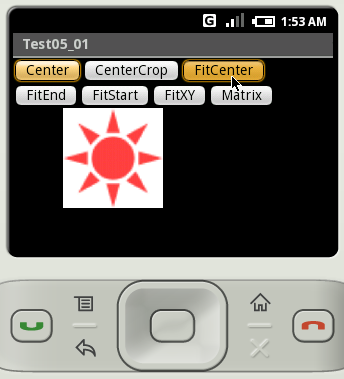 G 1:53 AM
Test05_01
Center CenterCrop FitCenter
FitEnd FitStart FitXY Matrix